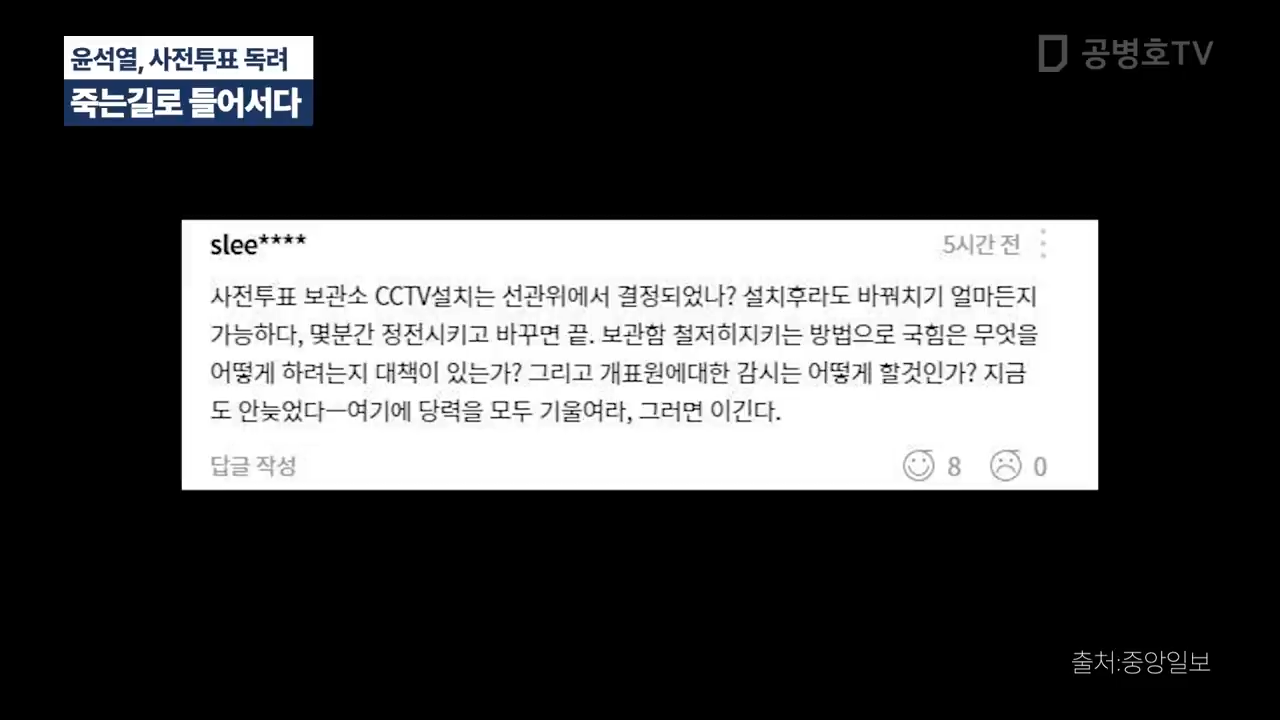 윤석열, 사전투표 독려
죽는길로 들어서다
공병호TV
slee****
5시간 전
사전투표 보관소 CCTV설치는 선관위에서 결정되었나? 설치후라도 바꿔치기 얼마든지
가능하다, 몇분간 정전시키고 바꾸면 끝. 보관함 철저히지키는 방법으로 국힘은 무엇을
어떻게 하려는지 대책이 있는가? 그리고 개표원에대한 감시는 어떻게 할것인가? 지금
도 안늦었다—여기에 당력을 모두 기울여라, 그러면 이긴다.
답글 작성
8
0
출처:중앙일보